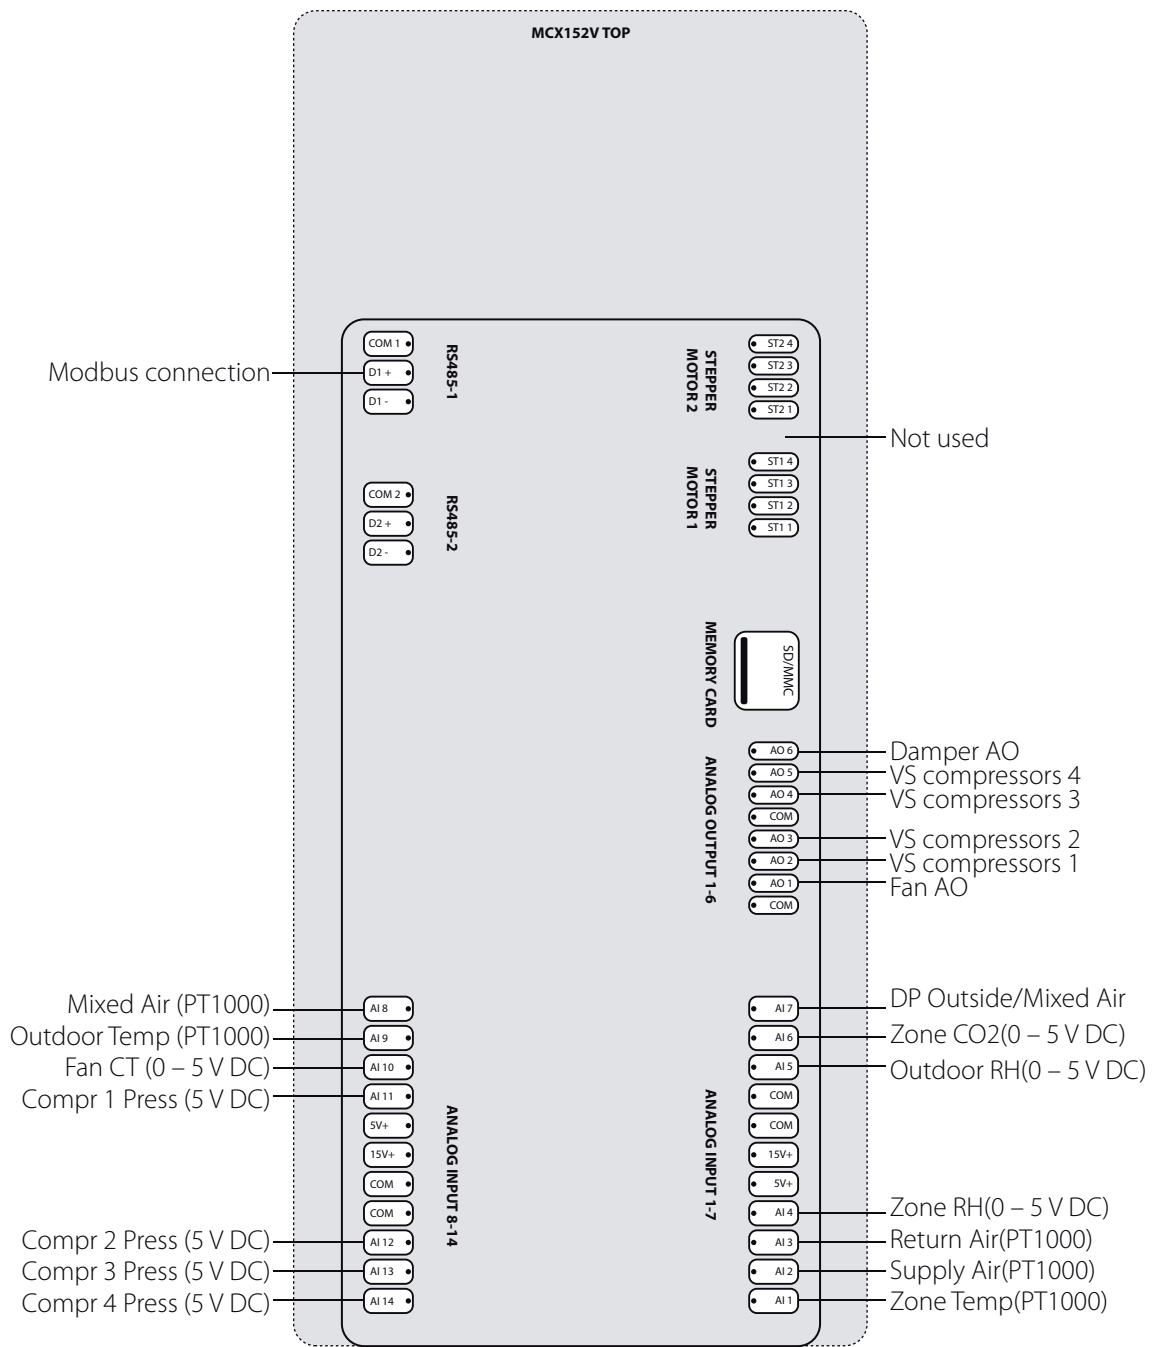 MCX152V TOP
Modbus connection
COM 1
D1 +
D1 -
RS485-1
COM 2
D2 +
D2 -
RS485-2
STEPPER
MOTOR 2
ST2 4
ST2 3
ST2 2
ST2 1
Not used
STEPPER
MOTOR 1
ST1 4
ST1 3
ST1 2
ST1 1
MEMORY CARD
SD/MMC
ANALOG OUTPUT 1-6
AO 6
Damper AO
AO 5
VS compressors 4
AO 4
VS compressors 3
COM
AO 3
VS compressors 2
AO 2
VS compressors 1
AO 1
Fan AO
COM
Mixed Air (PT1000)
AI 8
Outdoor Temp (PT1000)
AI 9
Fan CT (0 – 5 V DC)
AI 10
Compr 1 Press (5 V DC)
AI 11
5V+
15V+
COM
COM
Compr 2 Press (5 V DC)
AI 12
Compr 3 Press (5 V DC)
AI 13
Compr 4 Press (5 V DC)
AI 14
ANALOG INPUT 8-14
ANALOG INPUT 1-7
AI 7
DP Outside/Mixed Air
AI 6
Zone CO2(0 – 5 V DC)
AI 5
Outdoor RH(0 – 5 V DC)
COM
COM
15V+
5V+
AI 4
Zone RH(0 – 5 V DC)
AI 3
Return Air(PT1000)
AI 2
Supply Air(PT1000)
AI 1
Zone Temp(PT1000)